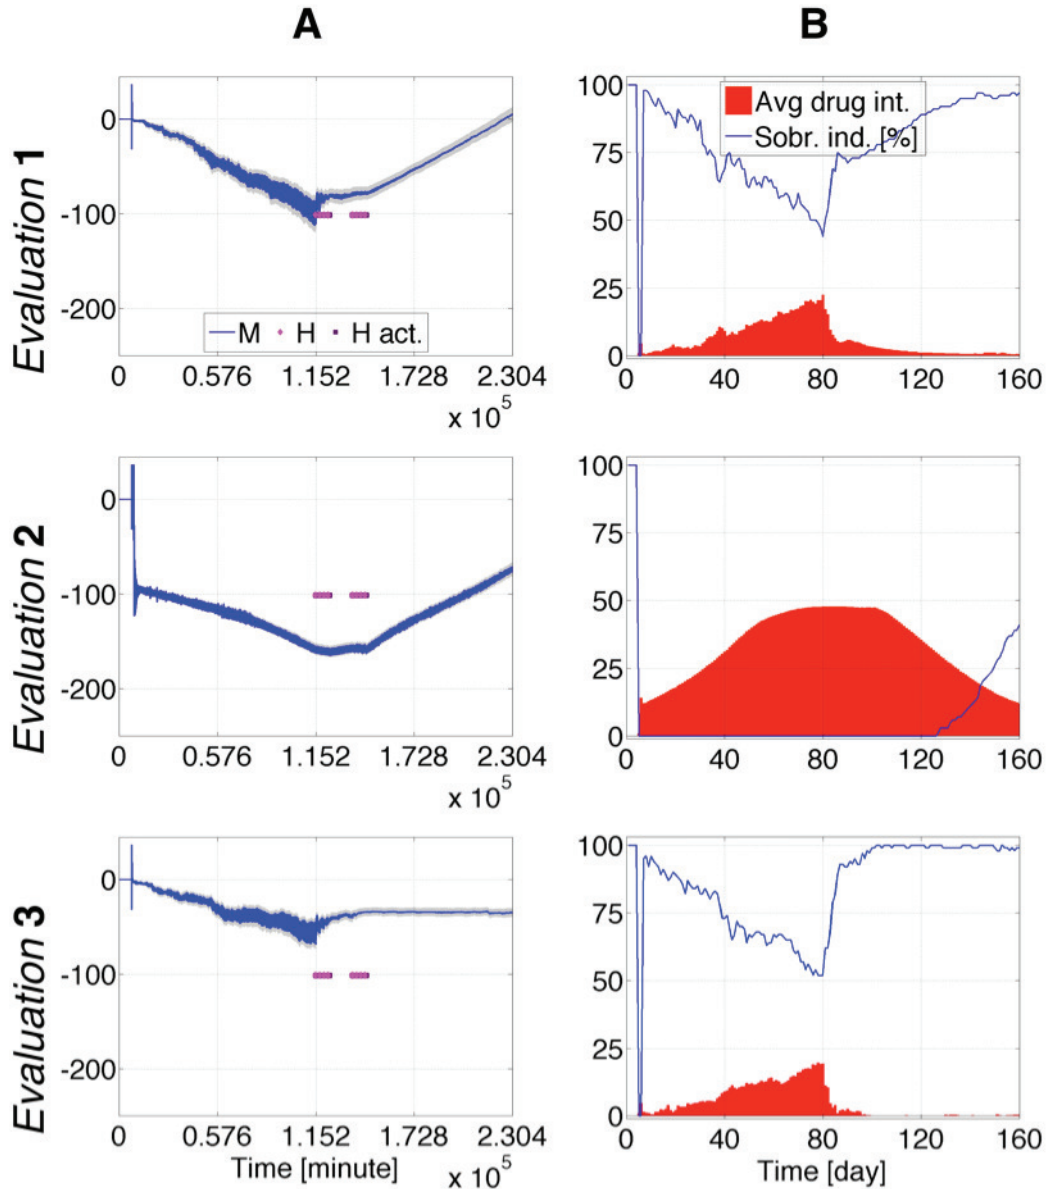 A
B
Evaluation 1
0
-100
-200
M H H act.
0 0.576 1.152 1.728 2.304
x 10^5
100
75
50
25
0
Avg drug int.
Sobr. ind. [%]
0 40 80 120 160
Evaluation 2
0
-100
-200
0 0.576 1.152 1.728 2.304
x 10^5
100
75
50
25
0
0 40 80 120 160
Evaluation 3
0
-100
-200
0 0.576 1.152 1.728 2.304
Time [minute] x 10^5
100
75
50
25
0
0 40 80 120 160
Time [day]